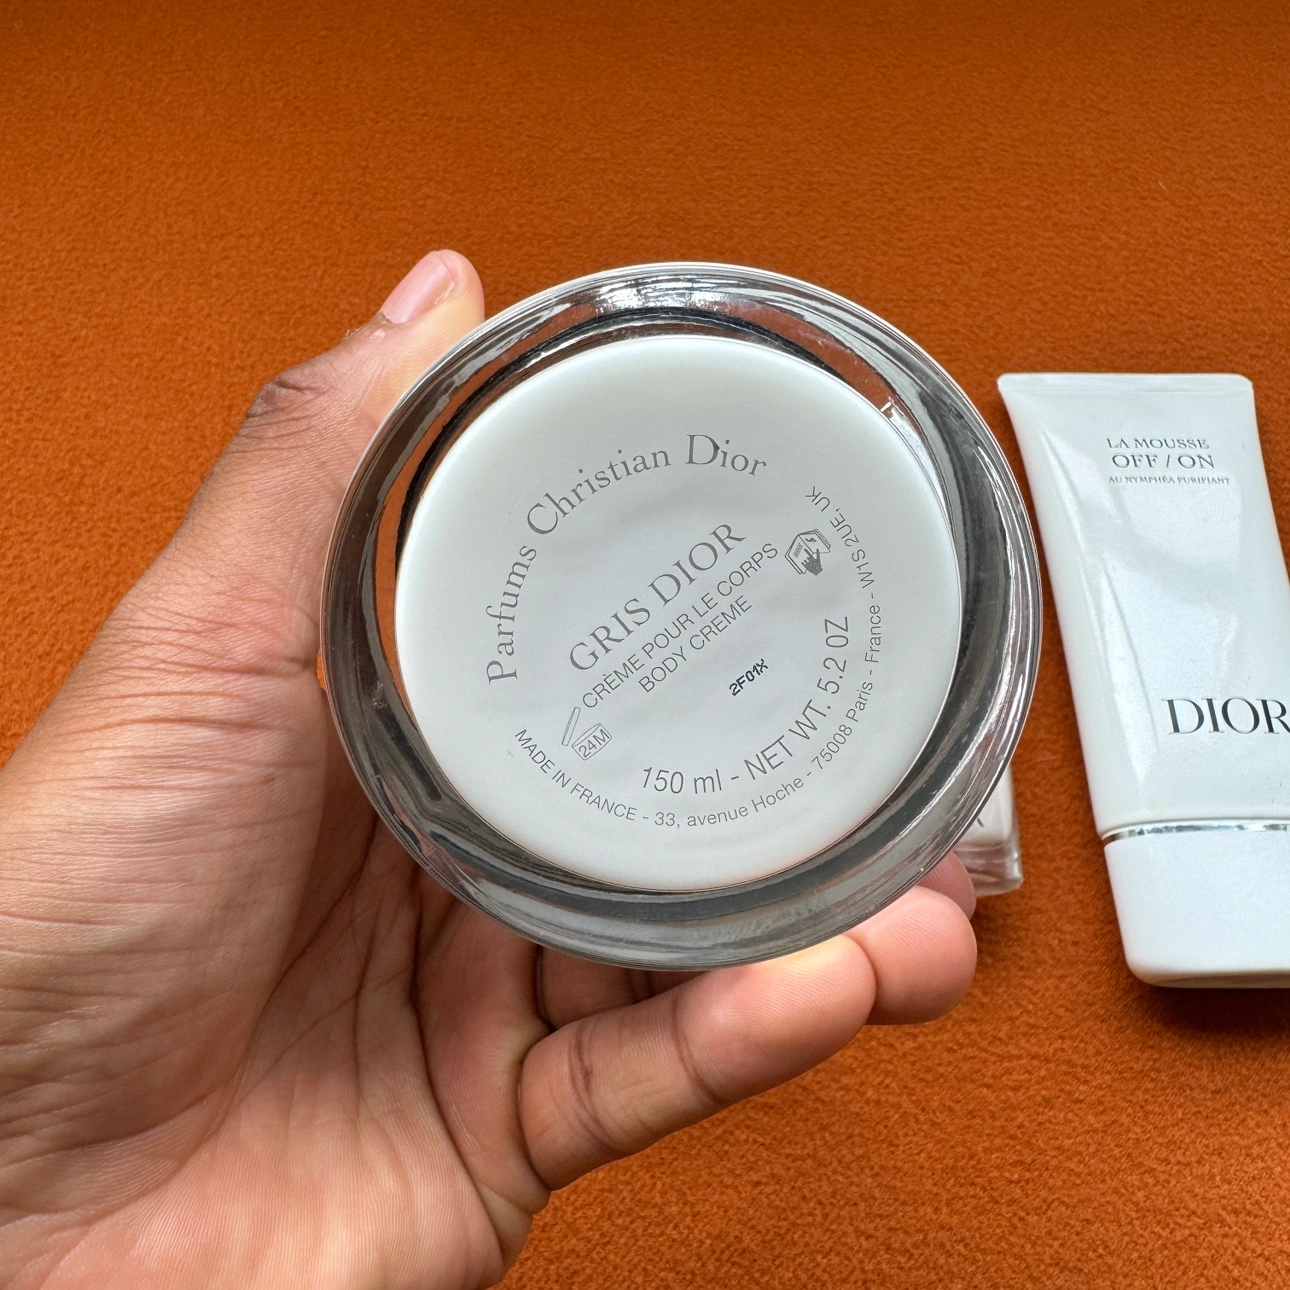 Parfums Christian Dior
GRIS DIOR
CRÈME POUR LE CORPS
BODY CREME
2F01X
24M
150 ml - NET WT. 5.2 OZ
MADE IN FRANCE - 33, avenue Hoche - 75008 Paris - France - W1S 2UE, UK
LA MOUSSE
OFF / ON
AU NYMPHÉA PURIFIANT
DIOR